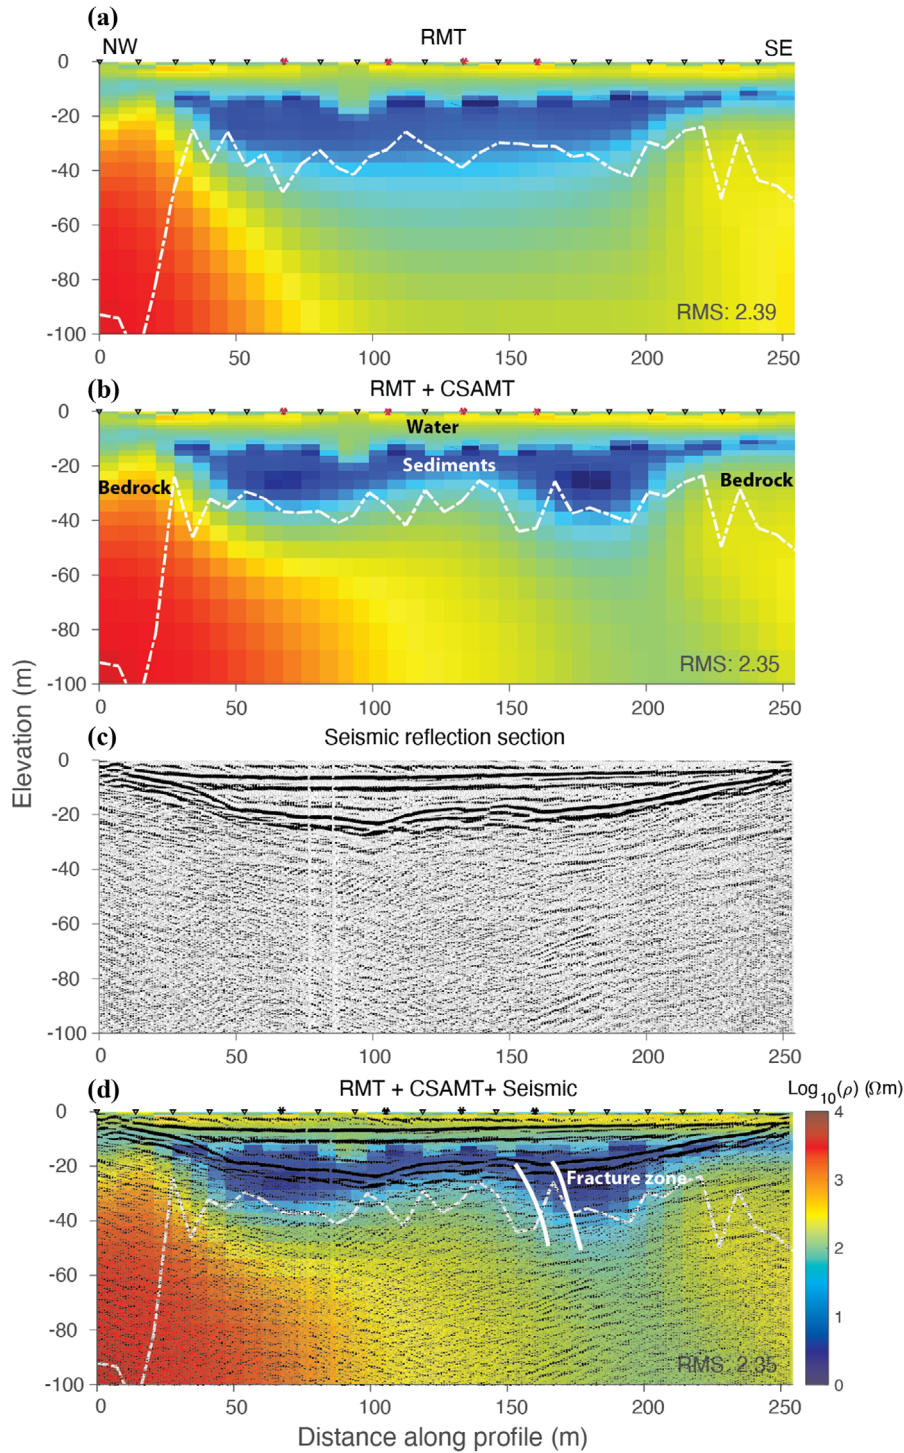 (a)
RMT
NW
SE
0
-20
-40
-60
-80
-100
RMS: 2.39
0 50 100 150 200 250
(b)
RMT + CSAMT
0
Water
-20
Sediments
Bedrock
Bedrock
-40
-60
-80
-100
RMS: 2.35
0 50 100 150 200 250
(c)
Seismic reflection section
Elevation (m)
0
-20
-40
-60
-80
-100
0 50 100 150 200 250
(d)
RMT + CSAMT+ Seismic
Log10(ρ) (Ωm)
0
-20
Fracture zone
-40
-60
-80
-100
RMS: 2.35
4
3
2
1
0
0 50 100 150 200 250
Distance along profile (m)